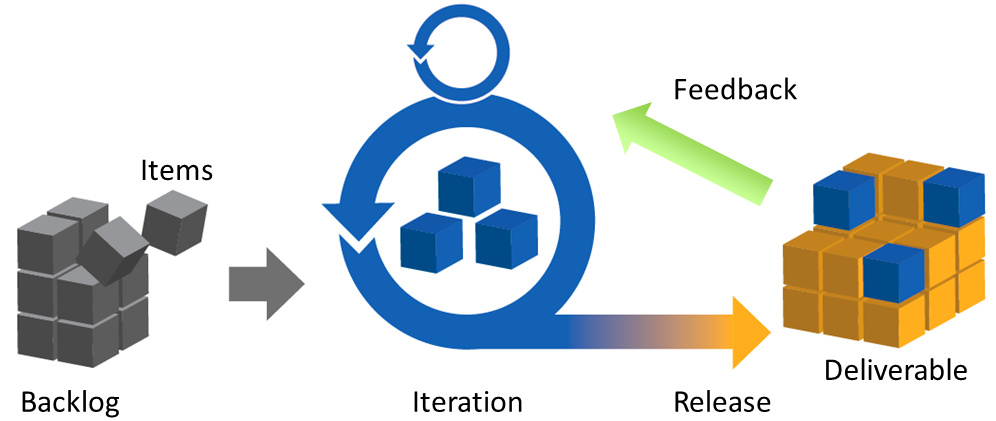 Feedback
Items
Deliverable
Backlog
Iteration
Release